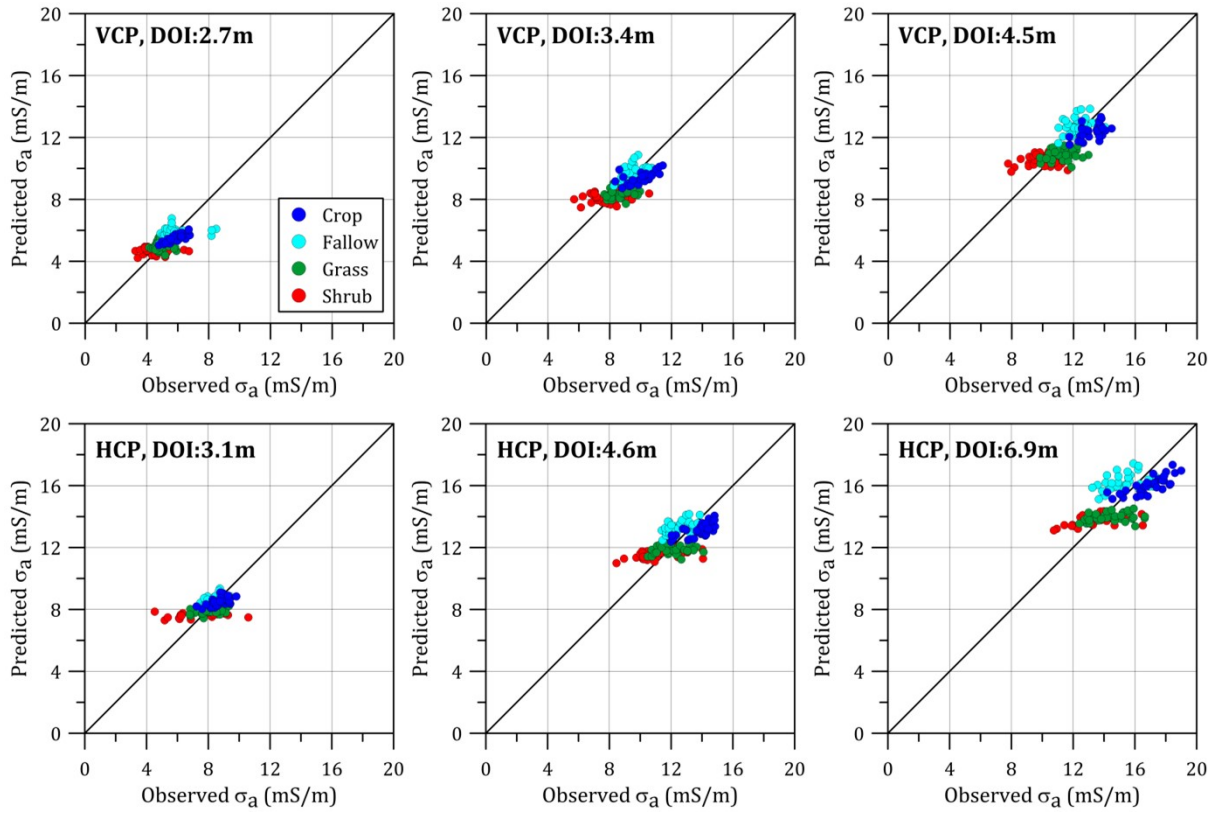 VCP, DOI:2.7m
20
16
12
8
4
0
Predicted σa (mS/m)
Crop
Fallow
Grass
Shrub
0 4 8 12 16 20
Observed σa (mS/m)
VCP, DOI:3.4m
20
16
12
8
4
0
Predicted σa (mS/m)
0 4 8 12 16 20
Observed σa (mS/m)
VCP, DOI:4.5m
20
16
12
8
4
0
Predicted σa (mS/m)
0 4 8 12 16 20
Observed σa (mS/m)
HCP, DOI:3.1m
20
16
12
8
4
0
Predicted σa (mS/m)
0 4 8 12 16 20
Observed σa (mS/m)
HCP, DOI:4.6m
20
16
12
8
4
0
Predicted σa (mS/m)
0 4 8 12 16 20
Observed σa (mS/m)
HCP, DOI:6.9m
20
16
12
8
4
0
Predicted σa (mS/m)
0 4 8 12 16 20
Observed σa (mS/m)